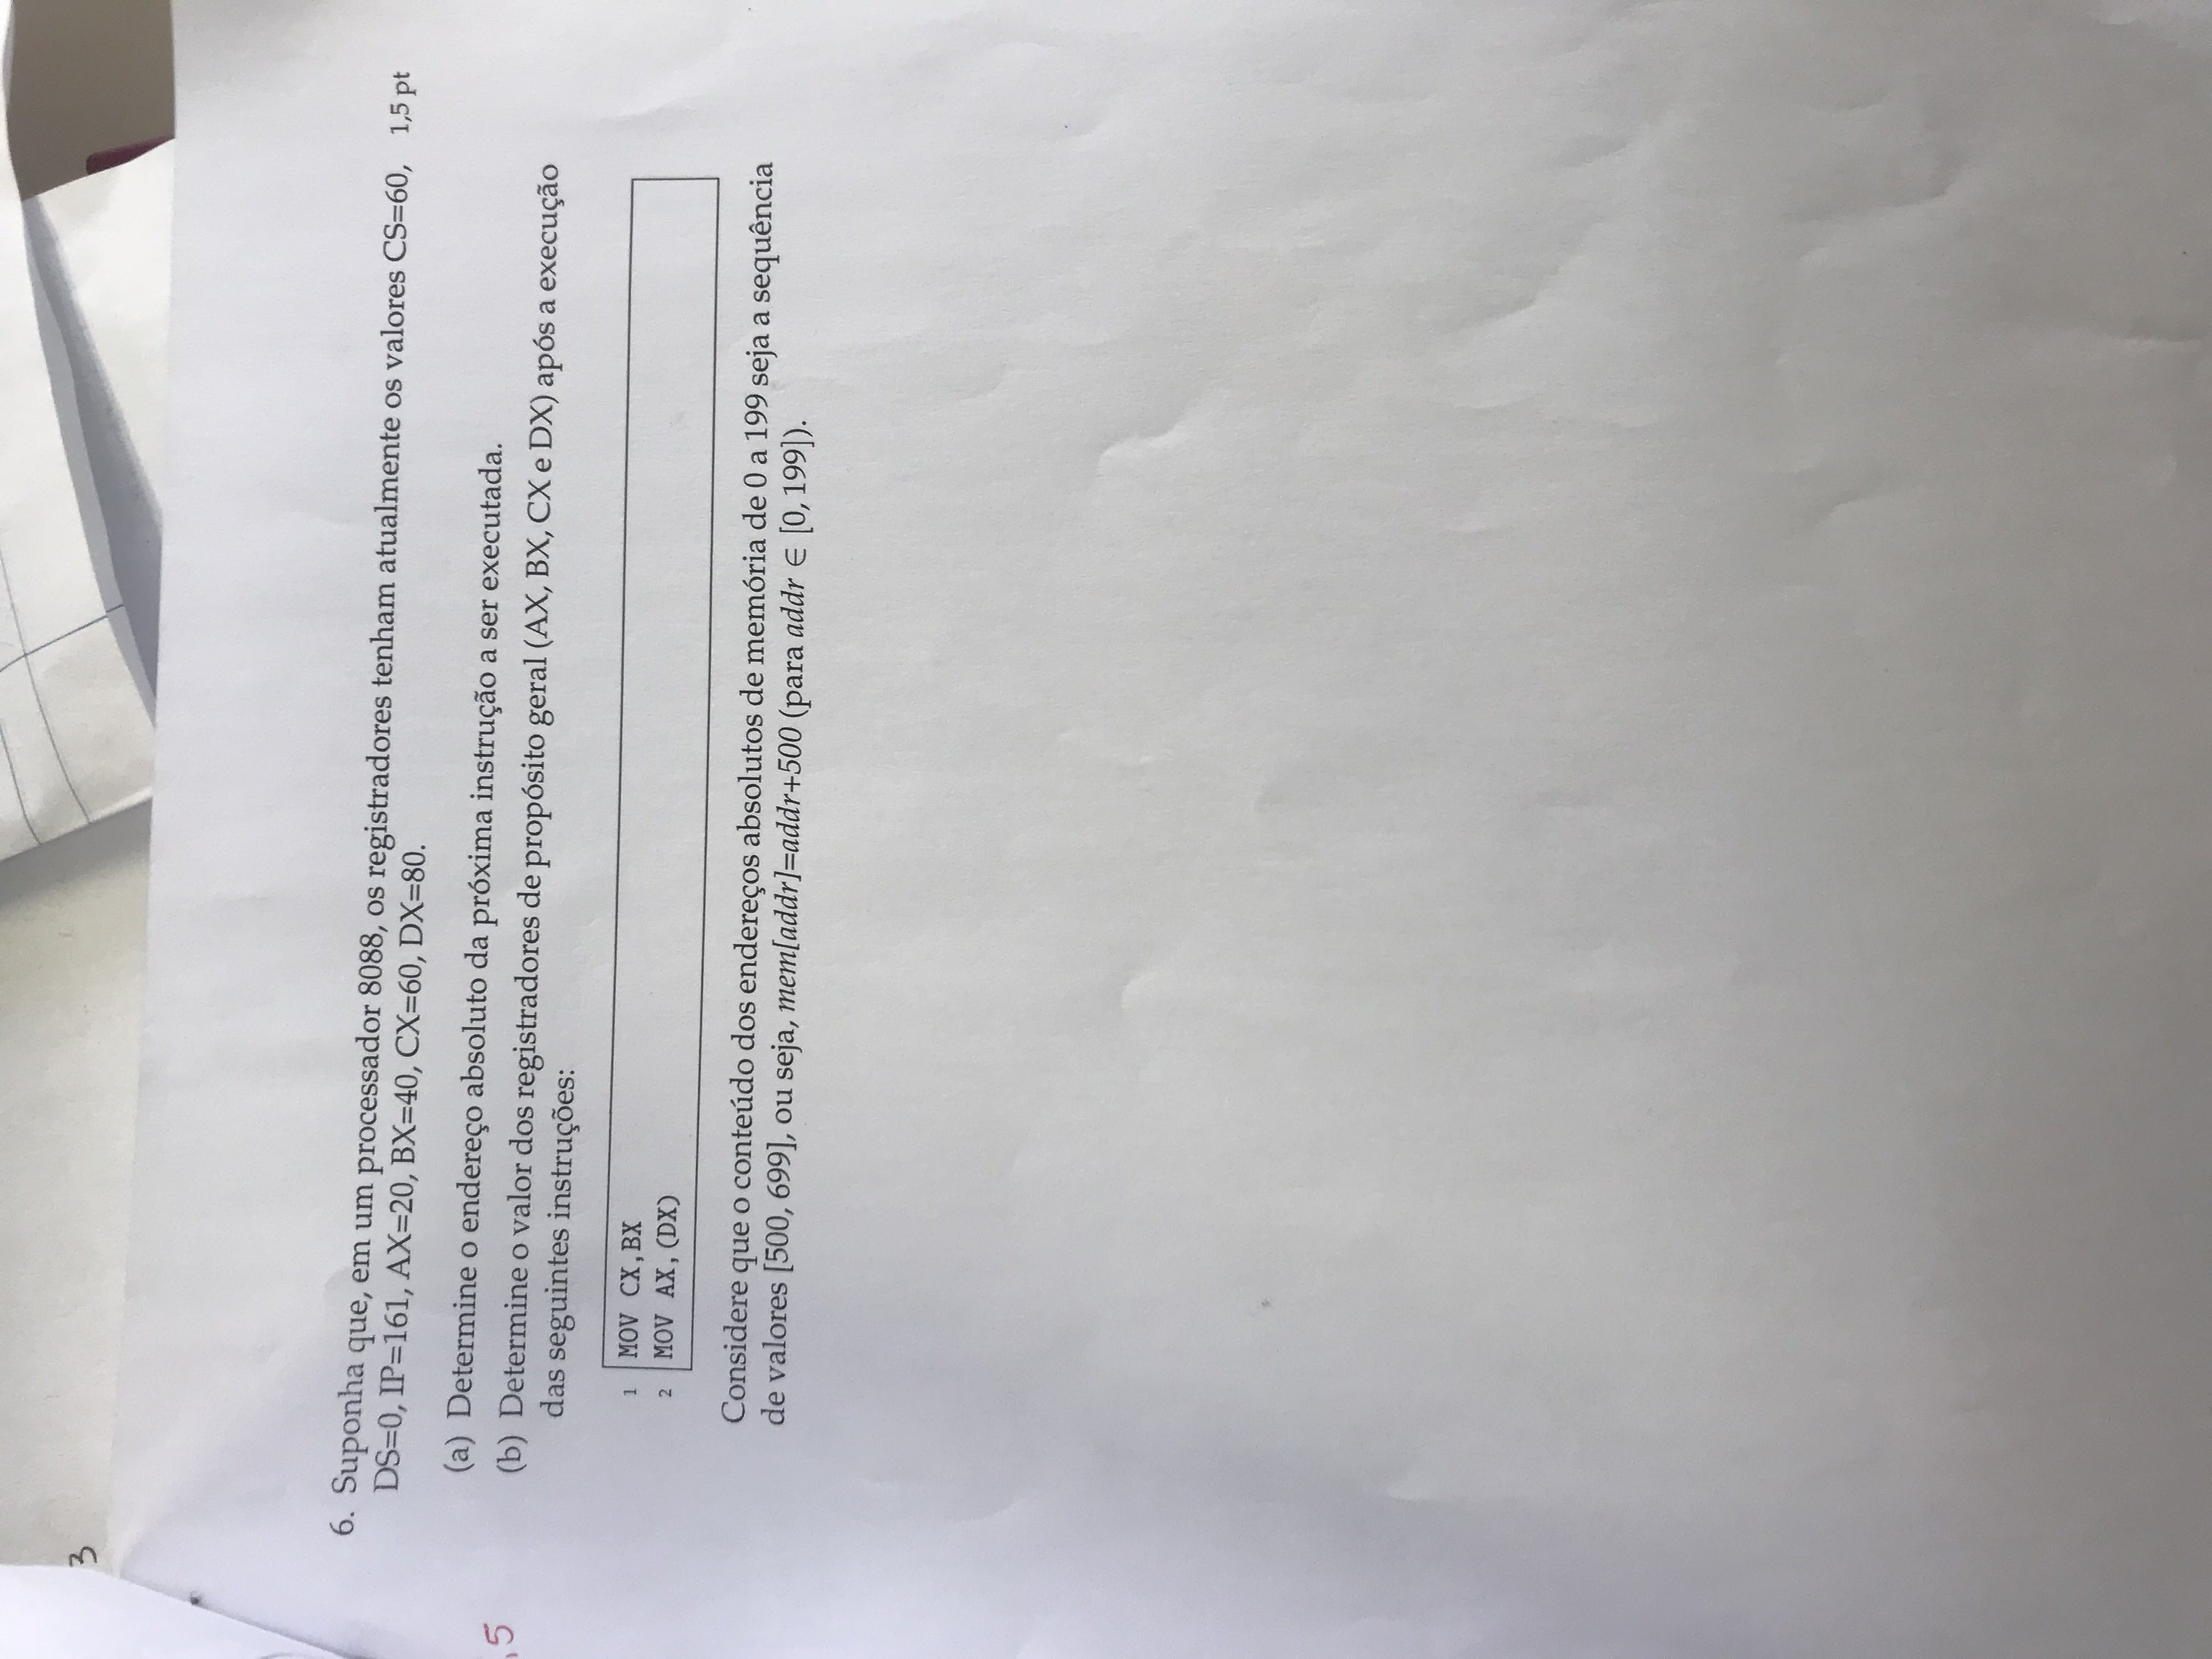 3
6. Suponha que, em um processador 8088, os registradores tenham atualmente os valores CS=60, 1,5 pt
DS=0, IP=161, AX=20, BX=40, CX=60, DX=80.
(a) Determine o endereço absoluto da próxima instrução a ser executada.
,5
(b) Determine o valor dos registradores de propósito geral (AX, BX, CX e DX) após a execução
das seguintes instruções:
1 MOV CX,BX
2 MOV AX,(DX)
Considere que o conteúdo dos endereços absolutos de memória de 0 a 199 seja a sequência
de valores [500, 699], ou seja, mem[addr]=addr+500 (para addr ∈ [0, 199]).